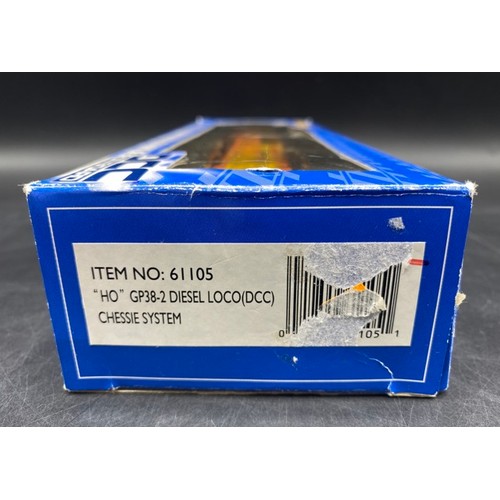 ITEM NO: 61105
"HO" GP38-2 DIESEL LOCO(DCC)
CHESSIE SYSTEM
0 105 1